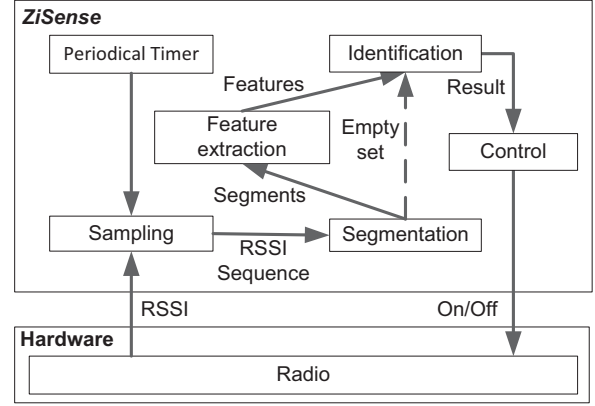 ZiSense
Periodical Timer
Identification
Features
Result
Feature
extraction
Empty
set
Control
Segments
Sampling
Segmentation
RSSI
Sequence
RSSI
On/Off
Hardware
Radio